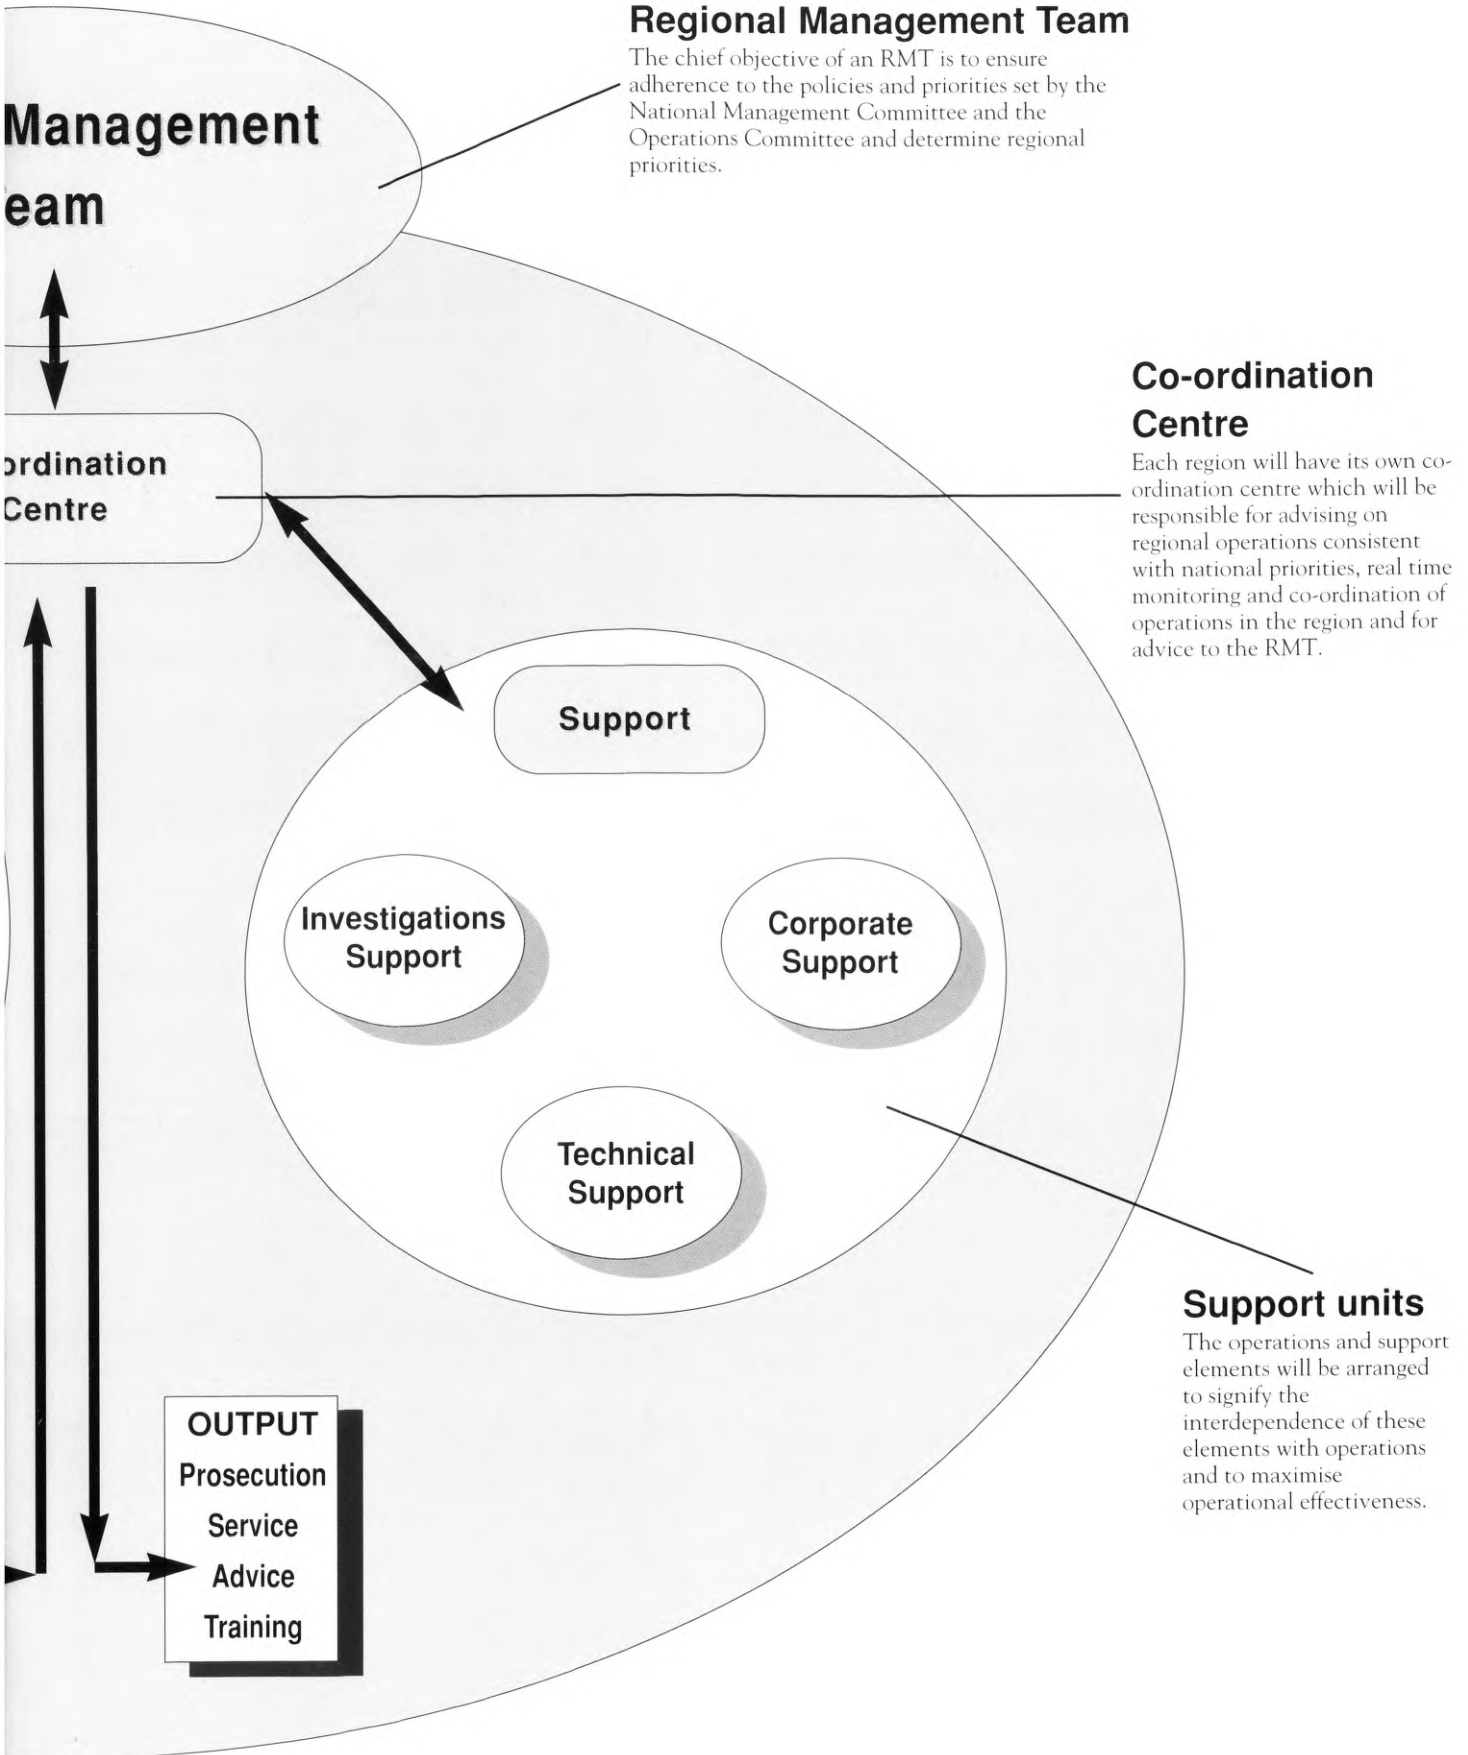 Regional Management Team
The chief objective of an RMT is to ensure
adherence to the policies and priorities set by the
National Management Committee and the
Operations Committee and determine regional
priorities.
Management
eam
Co-ordination
Centre
Each region will have its own co-
ordination centre which will be
responsible for advising on
regional operations consistent
with national priorities, real time
monitoring and co-ordination of
operations in the region and for
advice to the RMT.
ordination
Centre
Support
Investigations
Support
Corporate
Support
Technical
Support
Support units
The operations and support
elements will be arranged
to signify the
interdependence of these
elements with operations
and to maximise
operational effectiveness.
OUTPUT
Prosecution
Service
Advice
Training